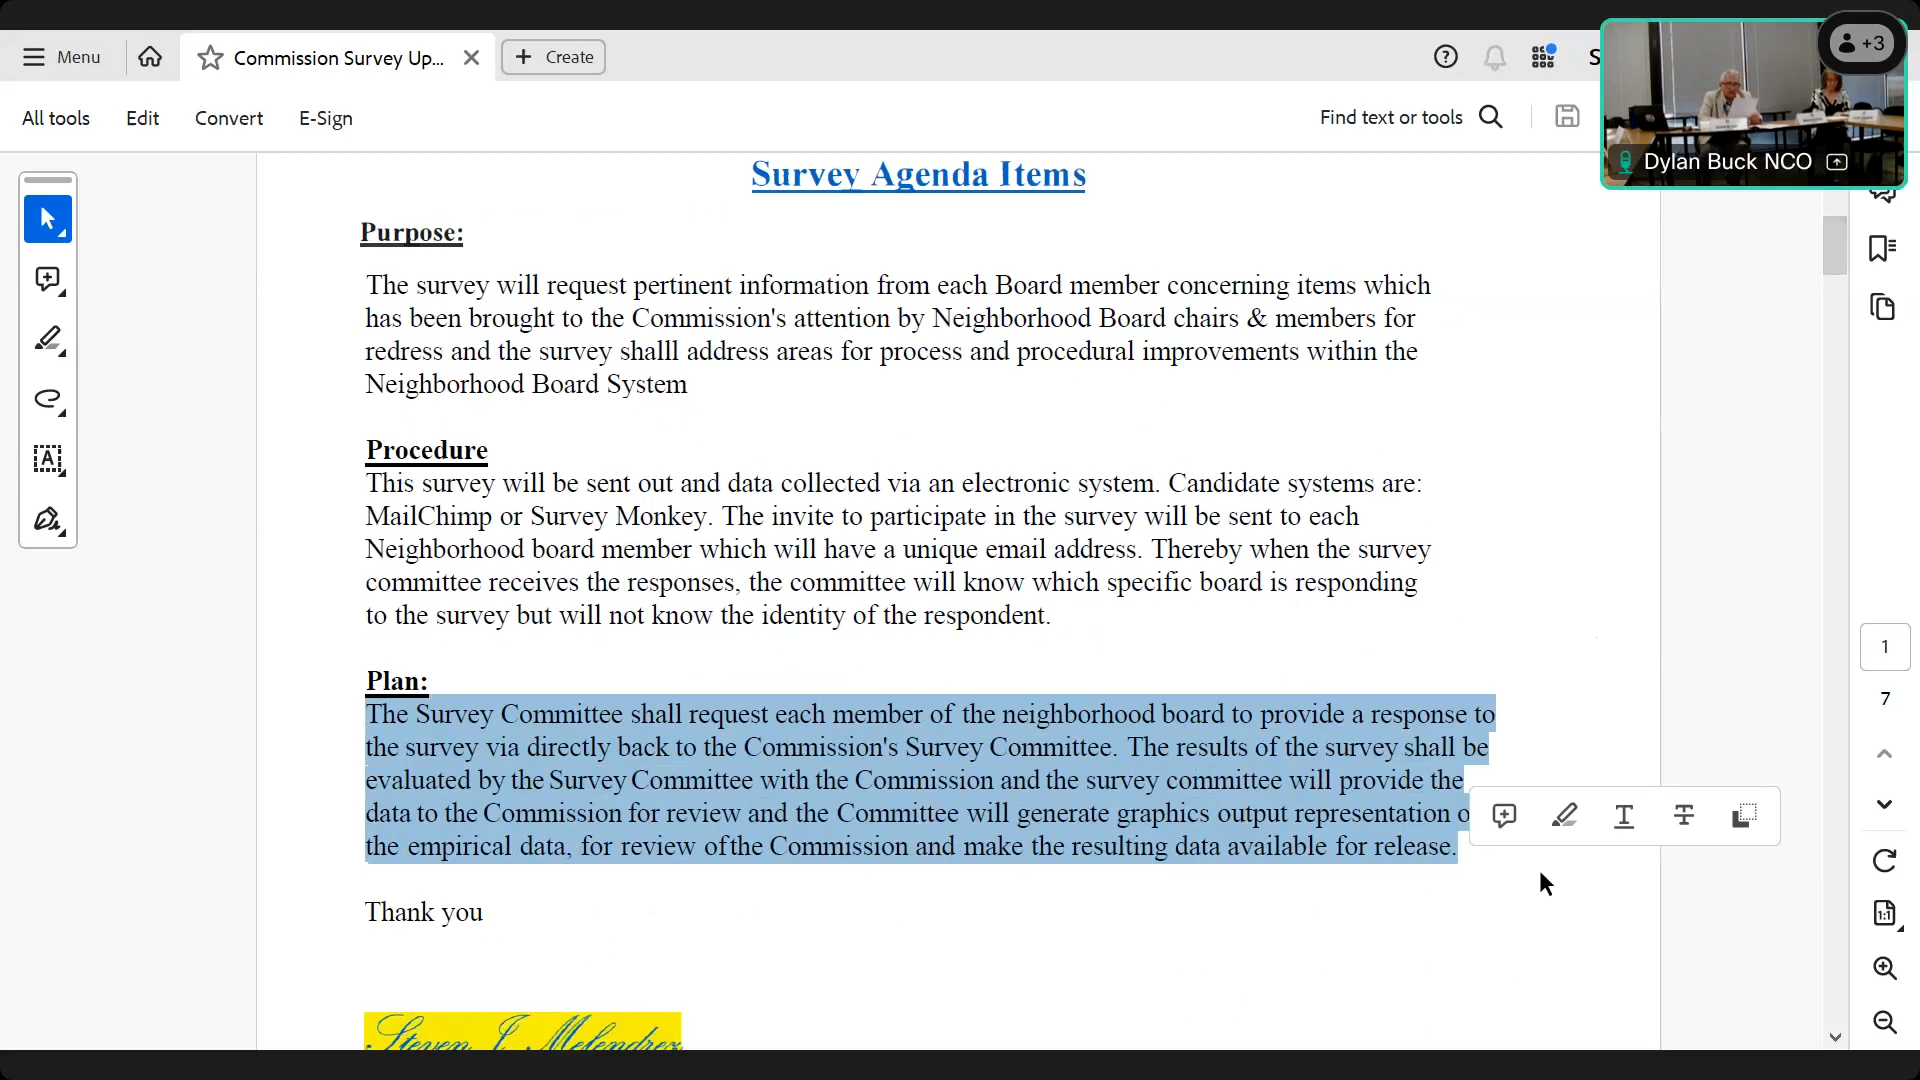 Menu
Commission Survey Up...
Create
+3
All tools
Edit
Convert
E-Sign
Find text or tools
Dylan Buck NCO
Survey Agenda Items
Purpose:
The survey will request pertinent information from each Board member concerning items which
has been brought to the Commission's attention by Neighborhood Board chairs & members for
redress and the survey shalll address areas for process and procedural improvements within the
Neighborhood Board System
Procedure
This survey will be sent out and data collected via an electronic system. Candidate systems are:
MailChimp or Survey Monkey. The invite to participate in the survey will be sent to each
Neighborhood board member which will have a unique email address. Thereby when the survey
committee receives the responses, the committee will know which specific board is responding
to the survey but will not know the identity of the respondent.
Plan:
The Survey Committee shall request each member of the neighborhood board to provide a response to
the survey via directly back to the Commission's Survey Committee. The results of the survey shall be
evaluated by the Survey Committee with the Commission and the survey committee will provide the
data to the Commission for review and the Committee will generate graphics output representation
the empirical data, for review ofthe Commission and make the resulting data available for release.
Thank you
Steven J. Melendrez
1
7
1:1